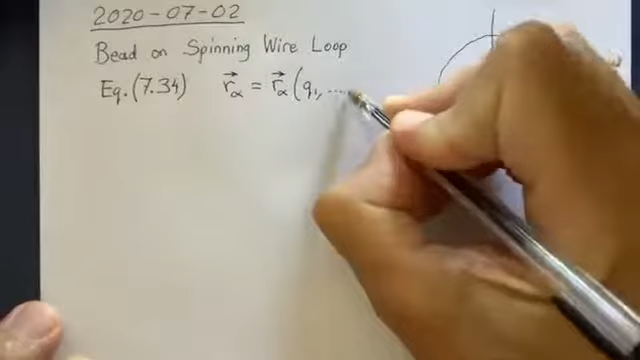 2020-07-02
Bead on Spinning Wire Loop
Eq. (7.34) r⃗α = r⃗α (q1, ....